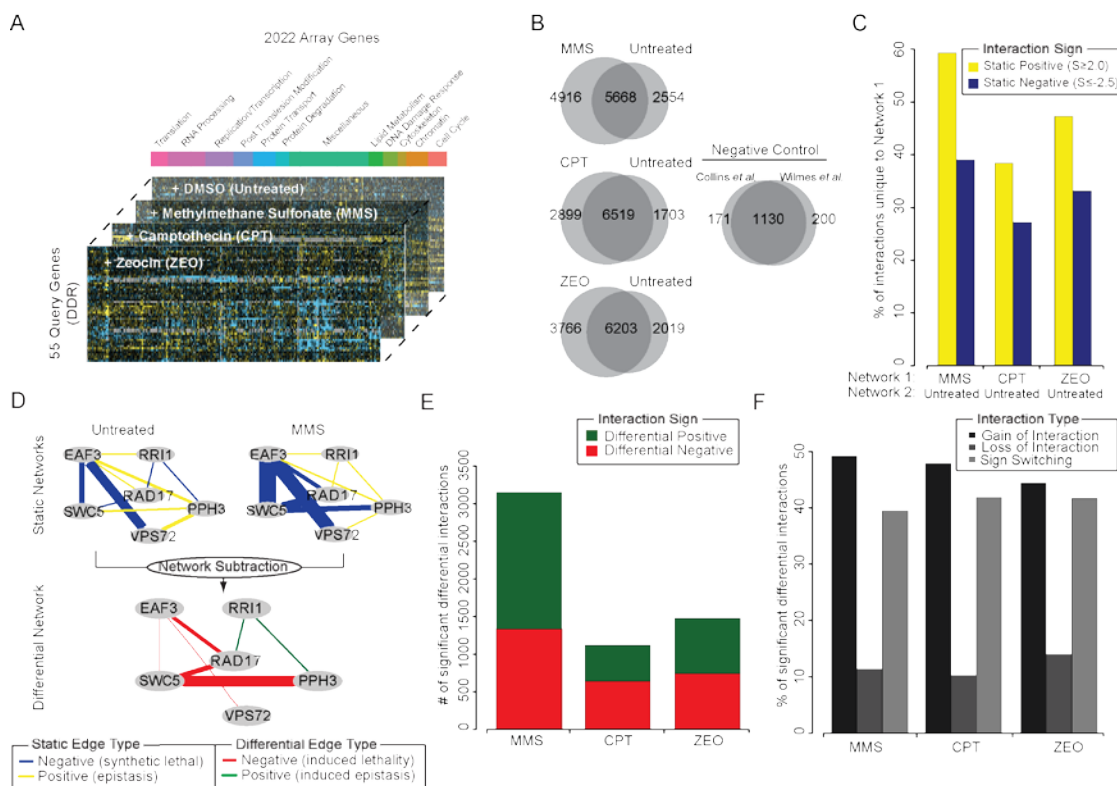 A
2022 Array Genes
Translation
RNA Processing
Replication/Transcription
Post Translesion Modification
Protein Transport
Protein Degradation
Miscellaneous
Lipid Metabolism
DNA Damage Response
Cytoskeleton
Chromatin
Cell Cycle
+ DMSO (Untreated)
+ Methylmethane Sulfonate (MMS)
+ Camptothecin (CPT)
+ Zeocin (ZEO)
55 Query Genes
(DDR)
B
MMS Untreated
4916 5668 2554
CPT Untreated
2899 6519 1703
ZEO Untreated
3766 6203 2019
Negative Control
Collins et al. Wilmes et al.
171 1130 200
C
Interaction Sign
Static Positive (S≥2.0)
Static Negative (S≤-2.5)
% of interactions unique to Network 1
60
50
40
30
20
10
0
Network 1: MMS CPT ZEO
Network 2: Untreated Untreated Untreated
D
Untreated MMS
Static Networks
EAF3 RRI1
RAD17
SWC5 PPH3
VPS72
EAF3 RRI1
RAD17
SWC5 PPH3
VPS72
Network Subtraction
Differential Network
EAF3 RRI1
RAD17
SWC5 PPH3
VPS72
Static Edge Type
Negative (synthetic lethal)
Positive (epistasis)
Differential Edge Type
Negative (induced lethality)
Positive (induced epistasis)
E
Interaction Sign
Differential Positive
Differential Negative
# of significant differential interactions
3500
3000
2500
2000
1500
1000
500
0
MMS CPT ZEO
F
Interaction Type
Gain of Interaction
Loss of Interaction
Sign Switching
% of significant differential interactions
50
40
30
20
10
0
MMS CPT ZEO